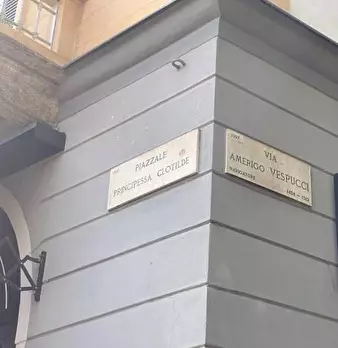 PIAZZALE
PRINCIPESSA CLOTILDE
VIA
AMERIGO VESPUCCI
NAVIGATORE
1454 - 1512